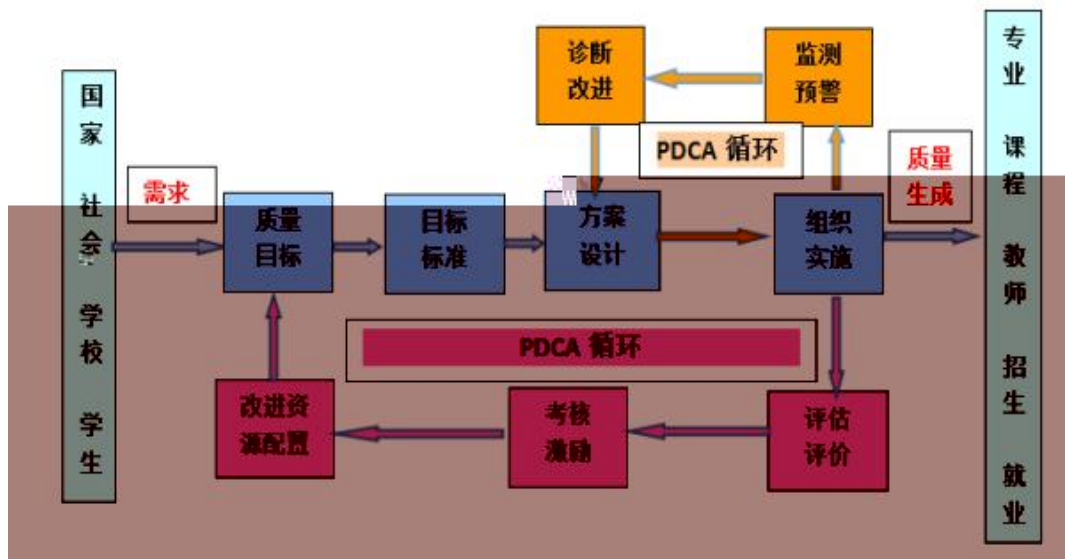 国家 社会 学校 学生
需求
质量
目标
目标
标准
诊断
改进
监测
预警
PDCA 循环
方案
设计
组织
实施
质量
生成
PDCA 循环
改进资
源配置
考核
激励
评估
评价
专业 课程 教师 招生 就业